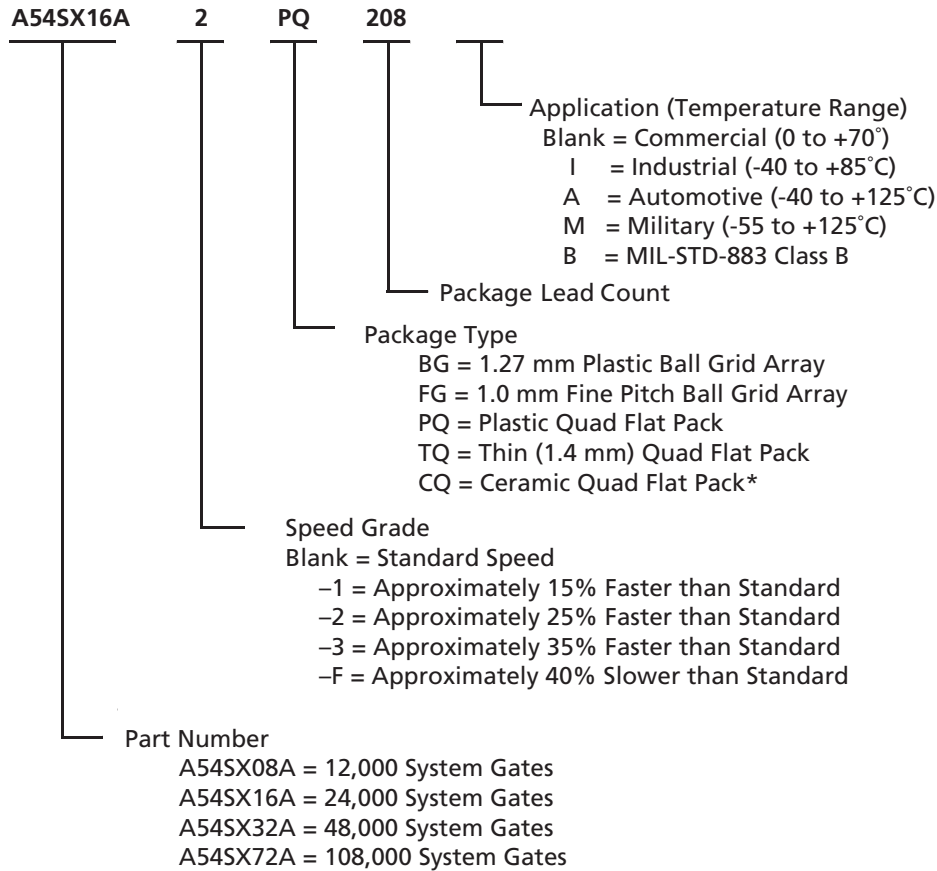 A54SX16A 2 PQ 208
Application (Temperature Range)
Blank = Commercial (0 to +70°)
I = Industrial (-40 to +85°C)
A = Automotive (-40 to +125°C)
M = Military (-55 to +125°C)
B = MIL-STD-883 Class B
Package Lead Count
Package Type
BG = 1.27 mm Plastic Ball Grid Array
FG = 1.0 mm Fine Pitch Ball Grid Array
PQ = Plastic Quad Flat Pack
TQ = Thin (1.4 mm) Quad Flat Pack
CQ = Ceramic Quad Flat Pack*
Speed Grade
Blank = Standard Speed
–1 = Approximately 15% Faster than Standard
–2 = Approximately 25% Faster than Standard
–3 = Approximately 35% Faster than Standard
–F = Approximately 40% Slower than Standard
Part Number
A54SX08A = 12,000 System Gates
A54SX16A = 24,000 System Gates
A54SX32A = 48,000 System Gates
A54SX72A = 108,000 System Gates